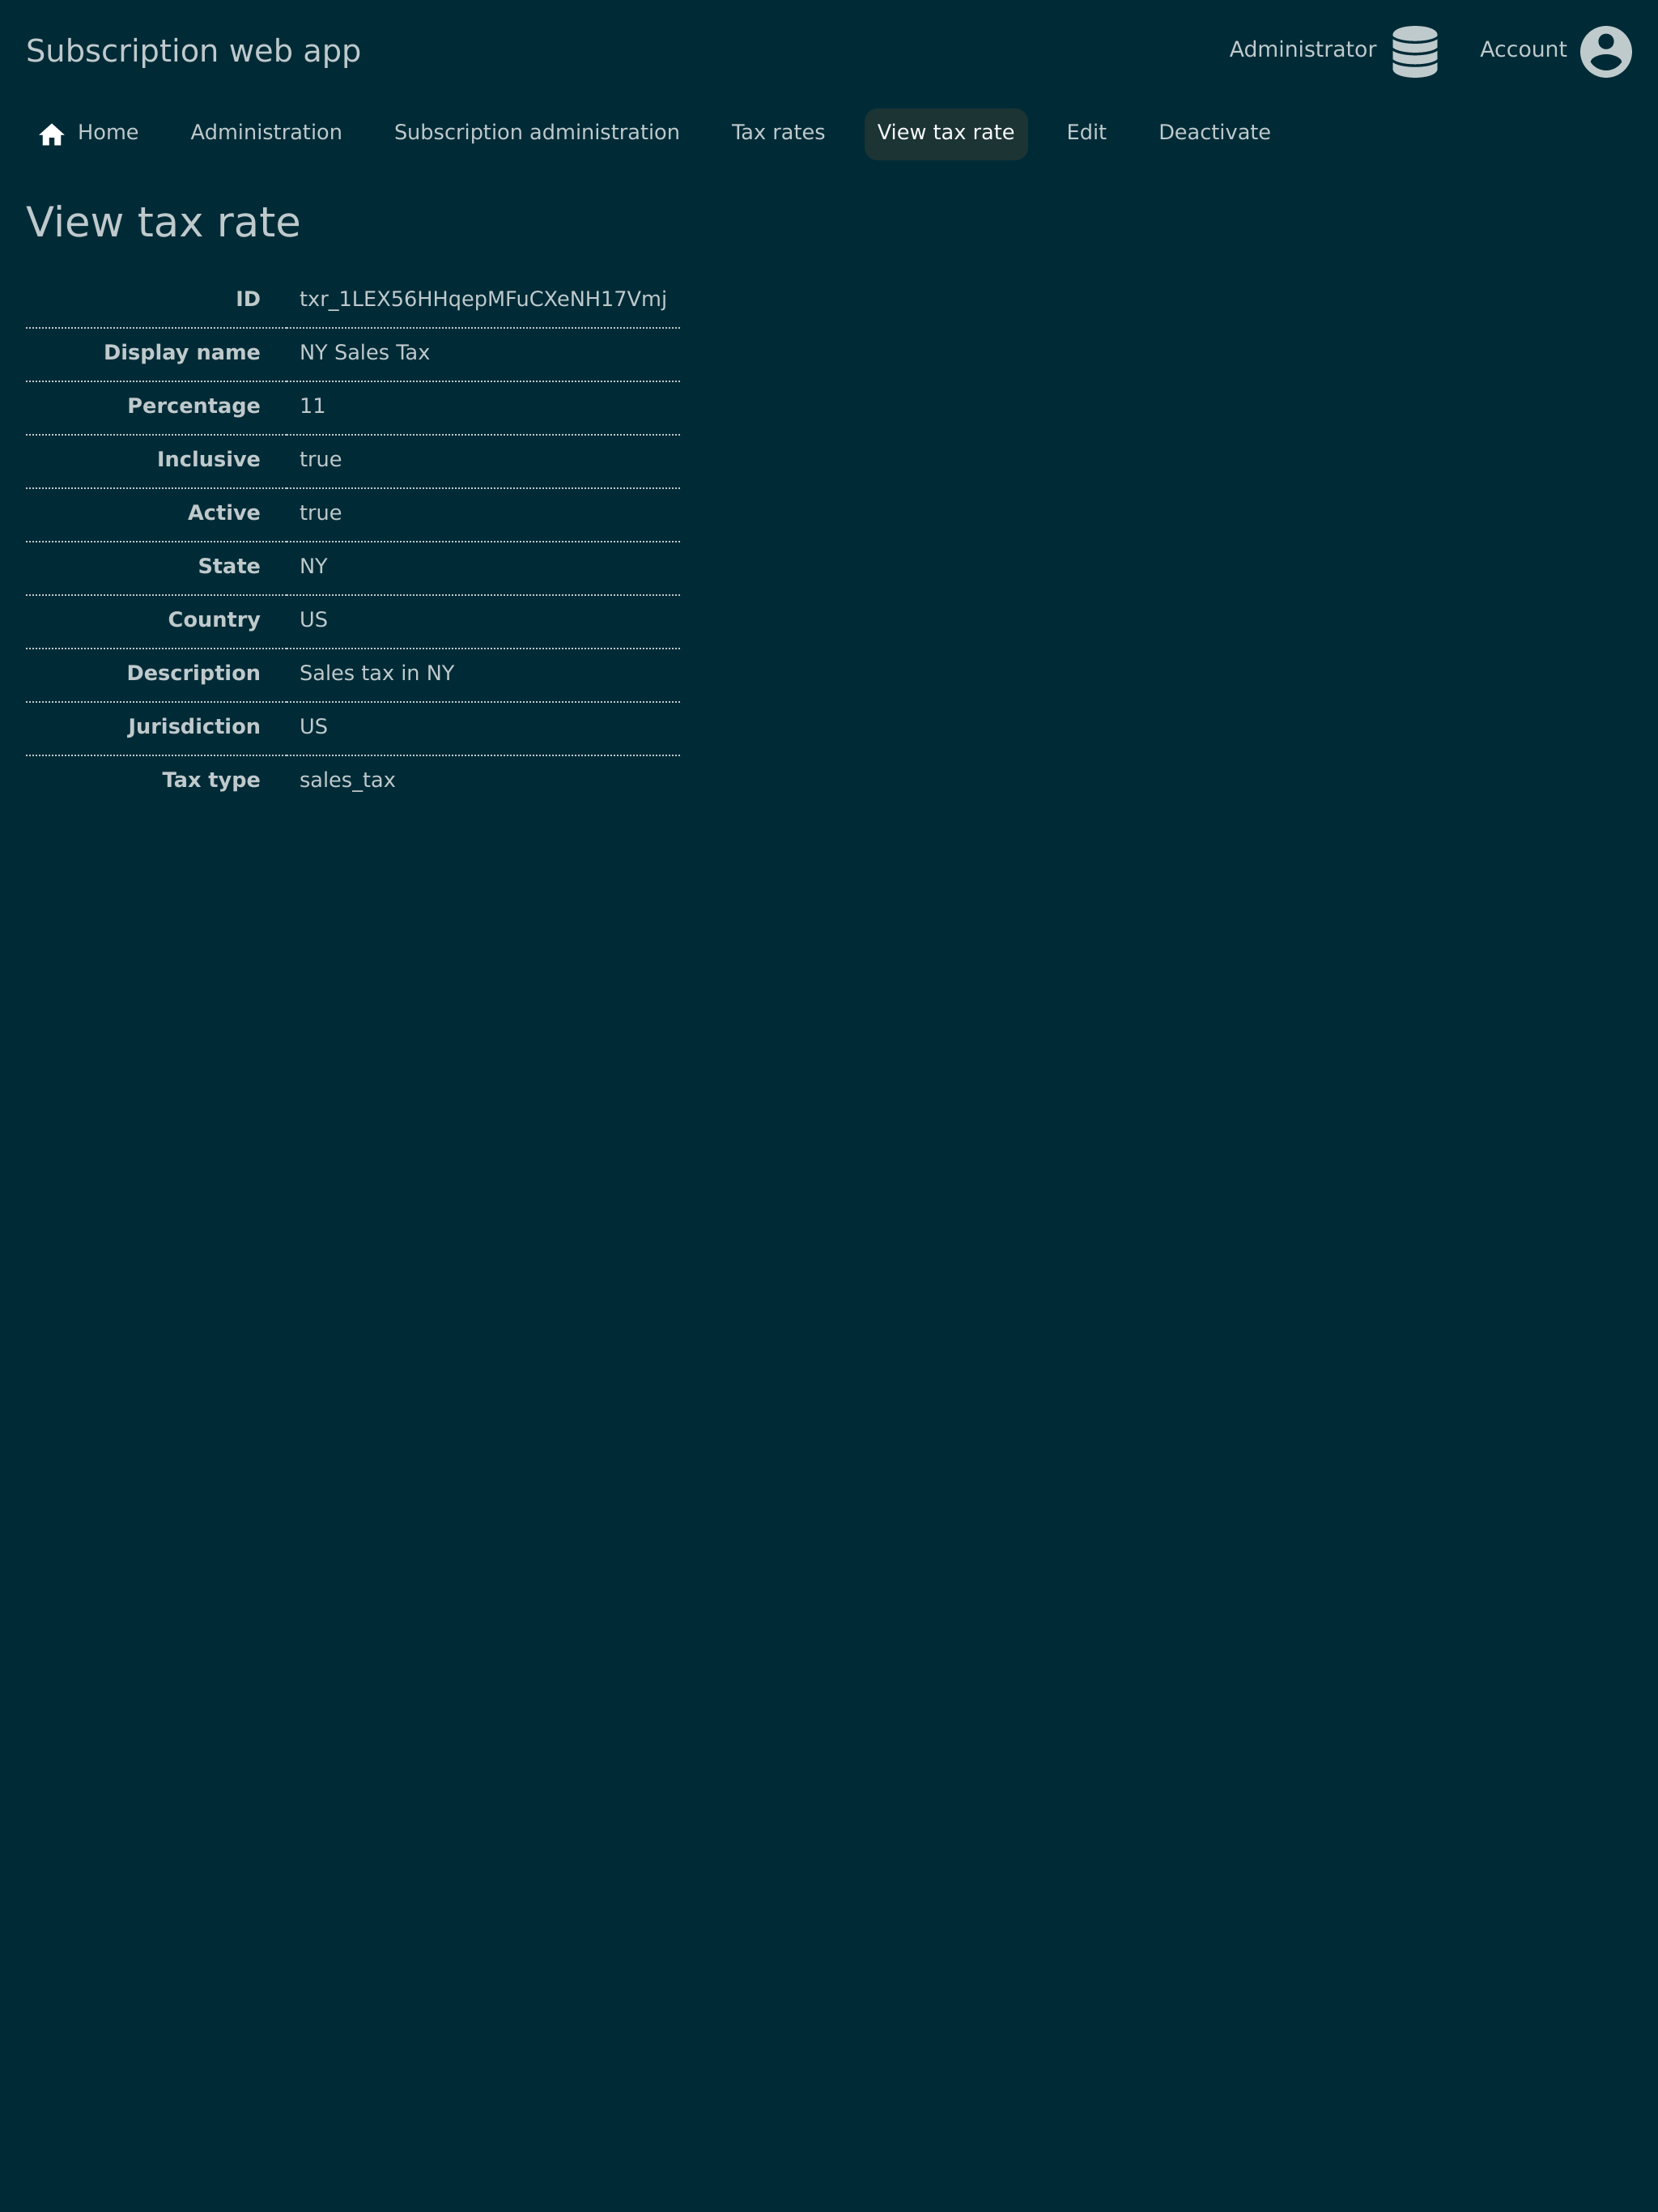 Subscription web app
Administrator Account
Home Administration Subscription administration Tax rates View tax rate Edit Deactivate
View tax rate
ID txr_1LEX56HHqepMFuCXeNH17Vmj
Display name NY Sales Tax
Percentage 11
Inclusive true
Active true
State NY
Country US
Description Sales tax in NY
Jurisdiction US
Tax type sales_tax